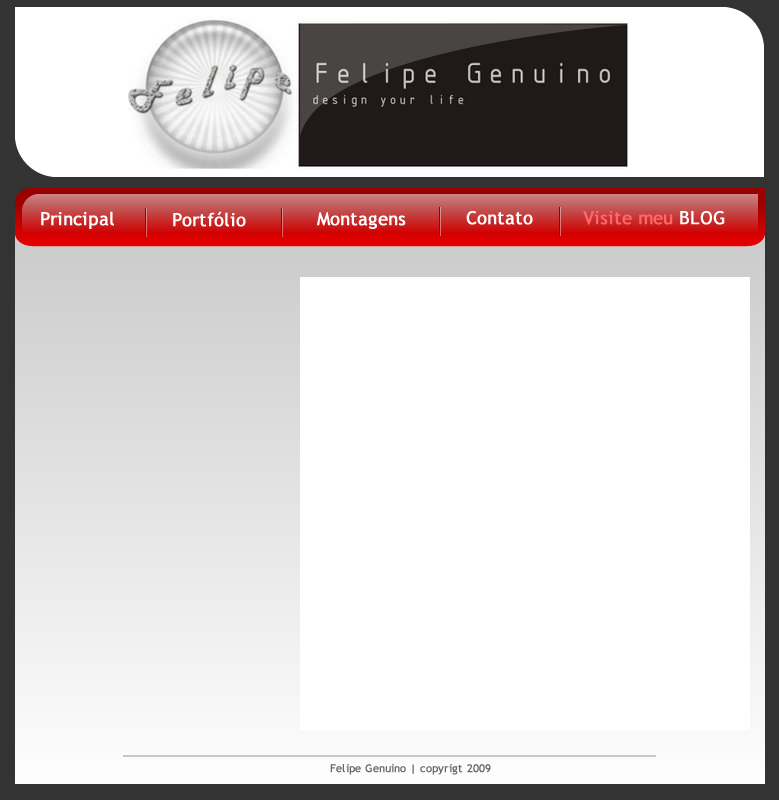 Felipe
Felipe Genuino
design your life
Principal
Portfólio
Montagens
Contato
Visite meu BLOG
Felipe Genuino | copyrigt 2009